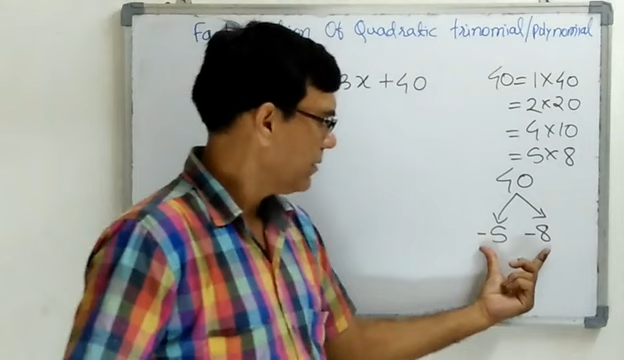 Of Quadratic trinomial/polynomial
3x + 40
40 = 1 x 40
= 2 x 20
= 4 x 10
= 5 x 8
40
-5 -8